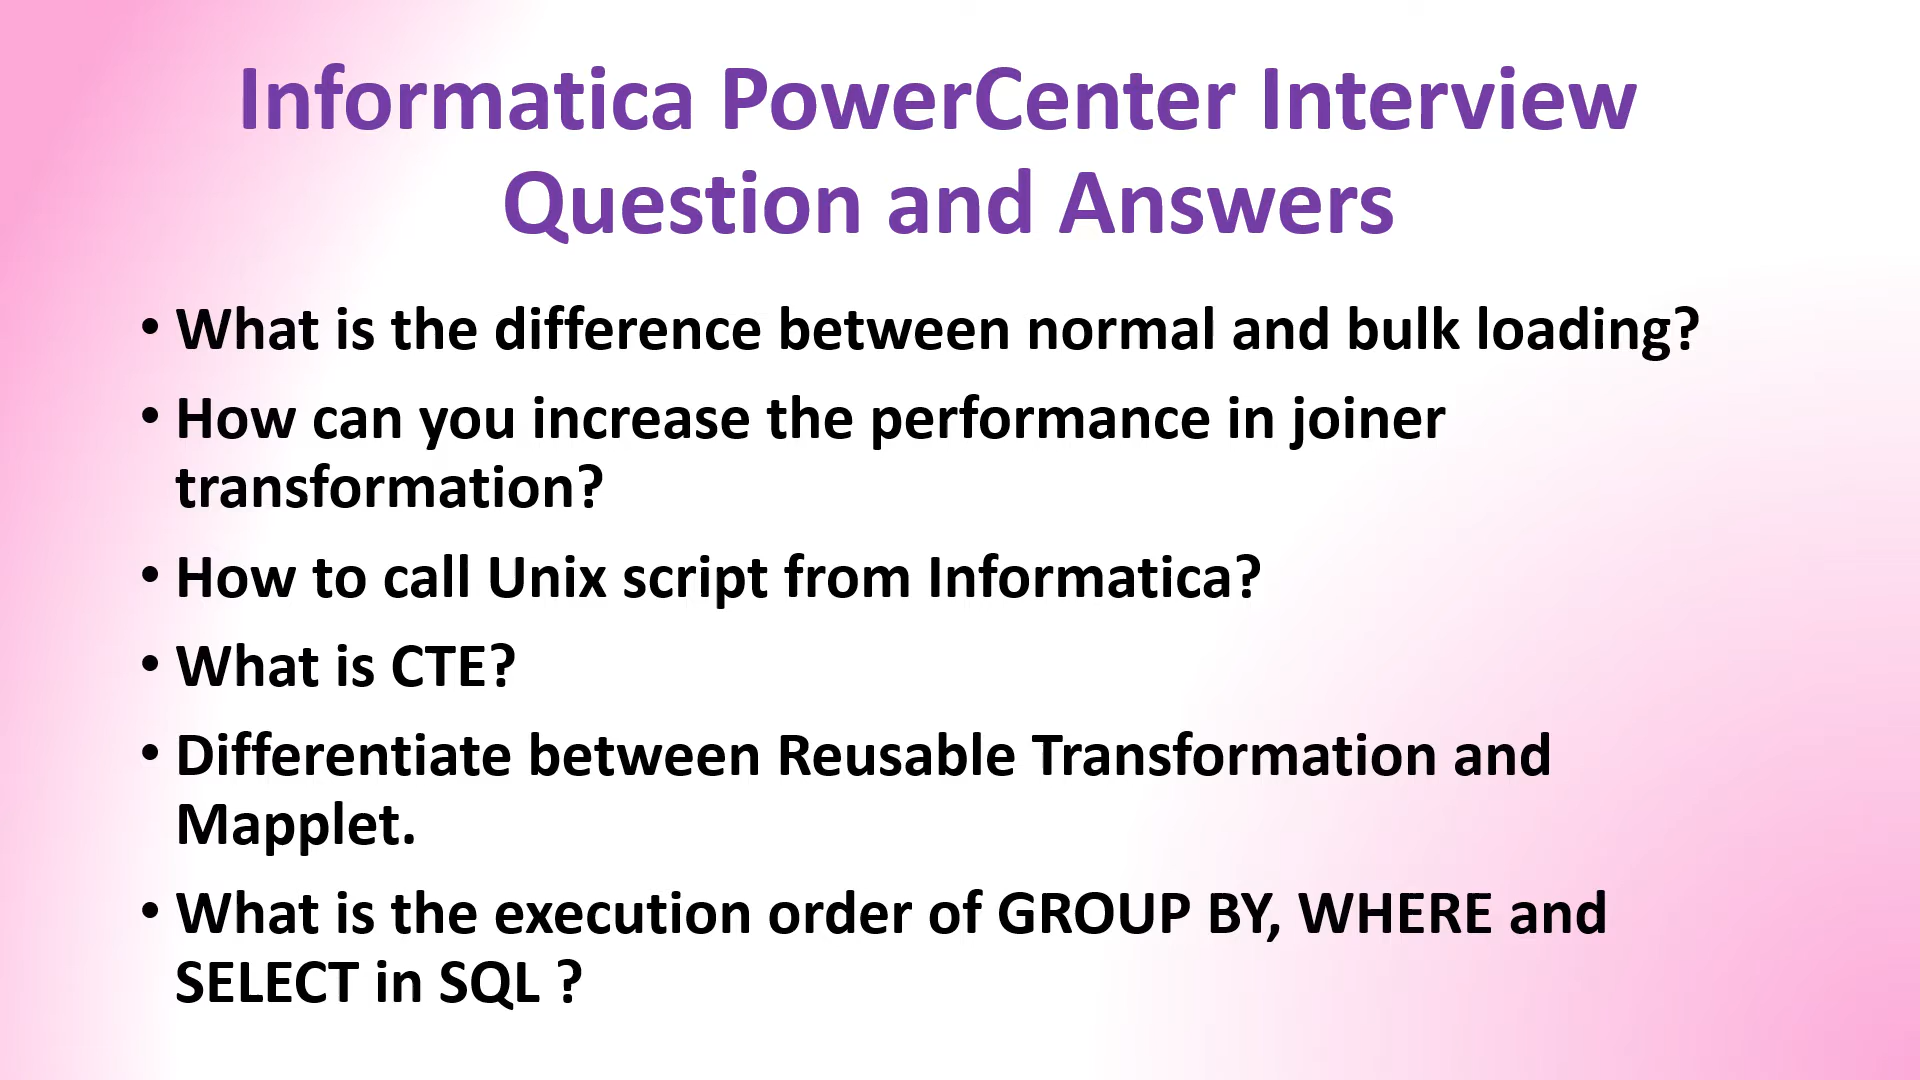 Informatica PowerCenter Interview
Question and Answers
• What is the difference between normal and bulk loading?
• How can you increase the performance in joiner
transformation?
• How to call Unix script from Informatica?
• What is CTE?
• Differentiate between Reusable Transformation and
Mapplet.
• What is the execution order of GROUP BY, WHERE and
SELECT in SQL ?